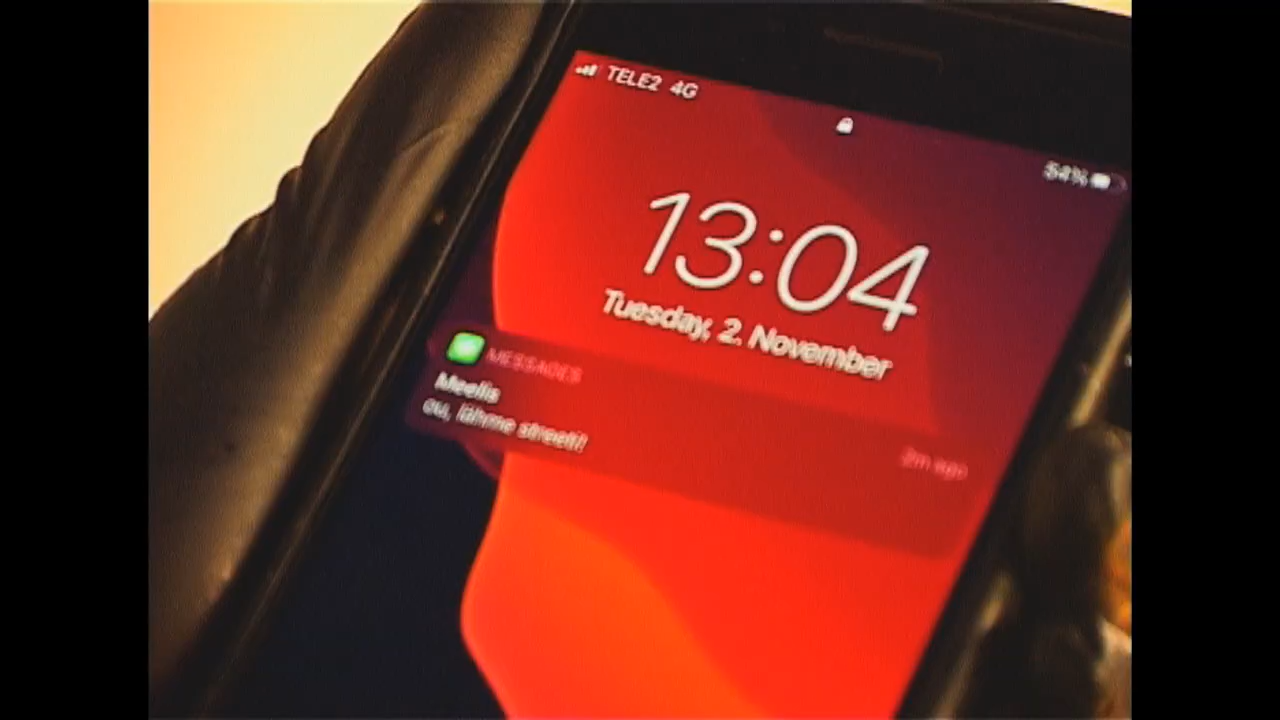 TELE2 4G
54%
13:04
Tuesday, 2. November
MESSAGES
Meelis
ou, lähme streeti!
2m ago